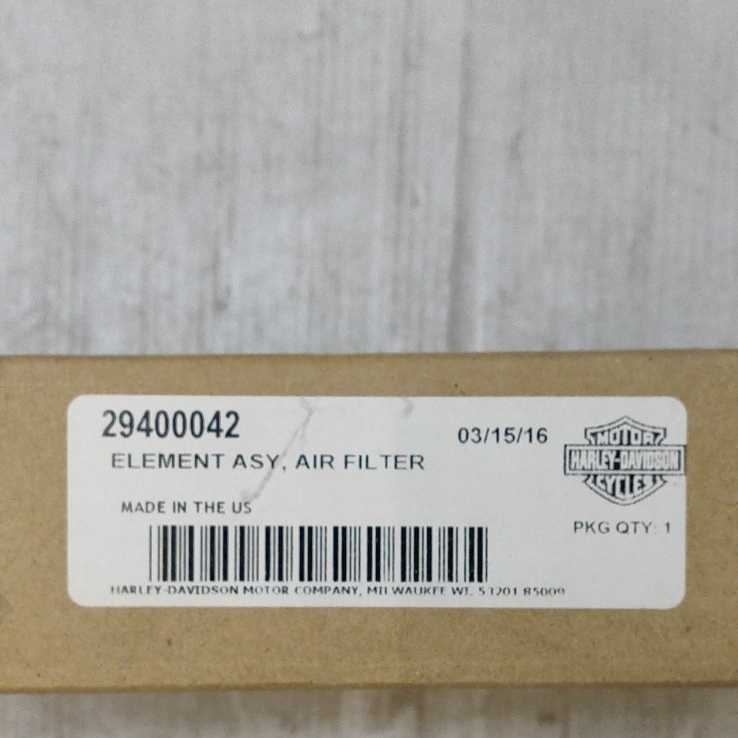 29400042
03/15/16
ELEMENT ASY, AIR FILTER
MOTOR
HARLEY-DAVIDSON
CYCLES
MADE IN THE US
PKG QTY: 1
HARLEY-DAVIDSON MOTOR COMPANY, MILWAUKEE WI. 53201